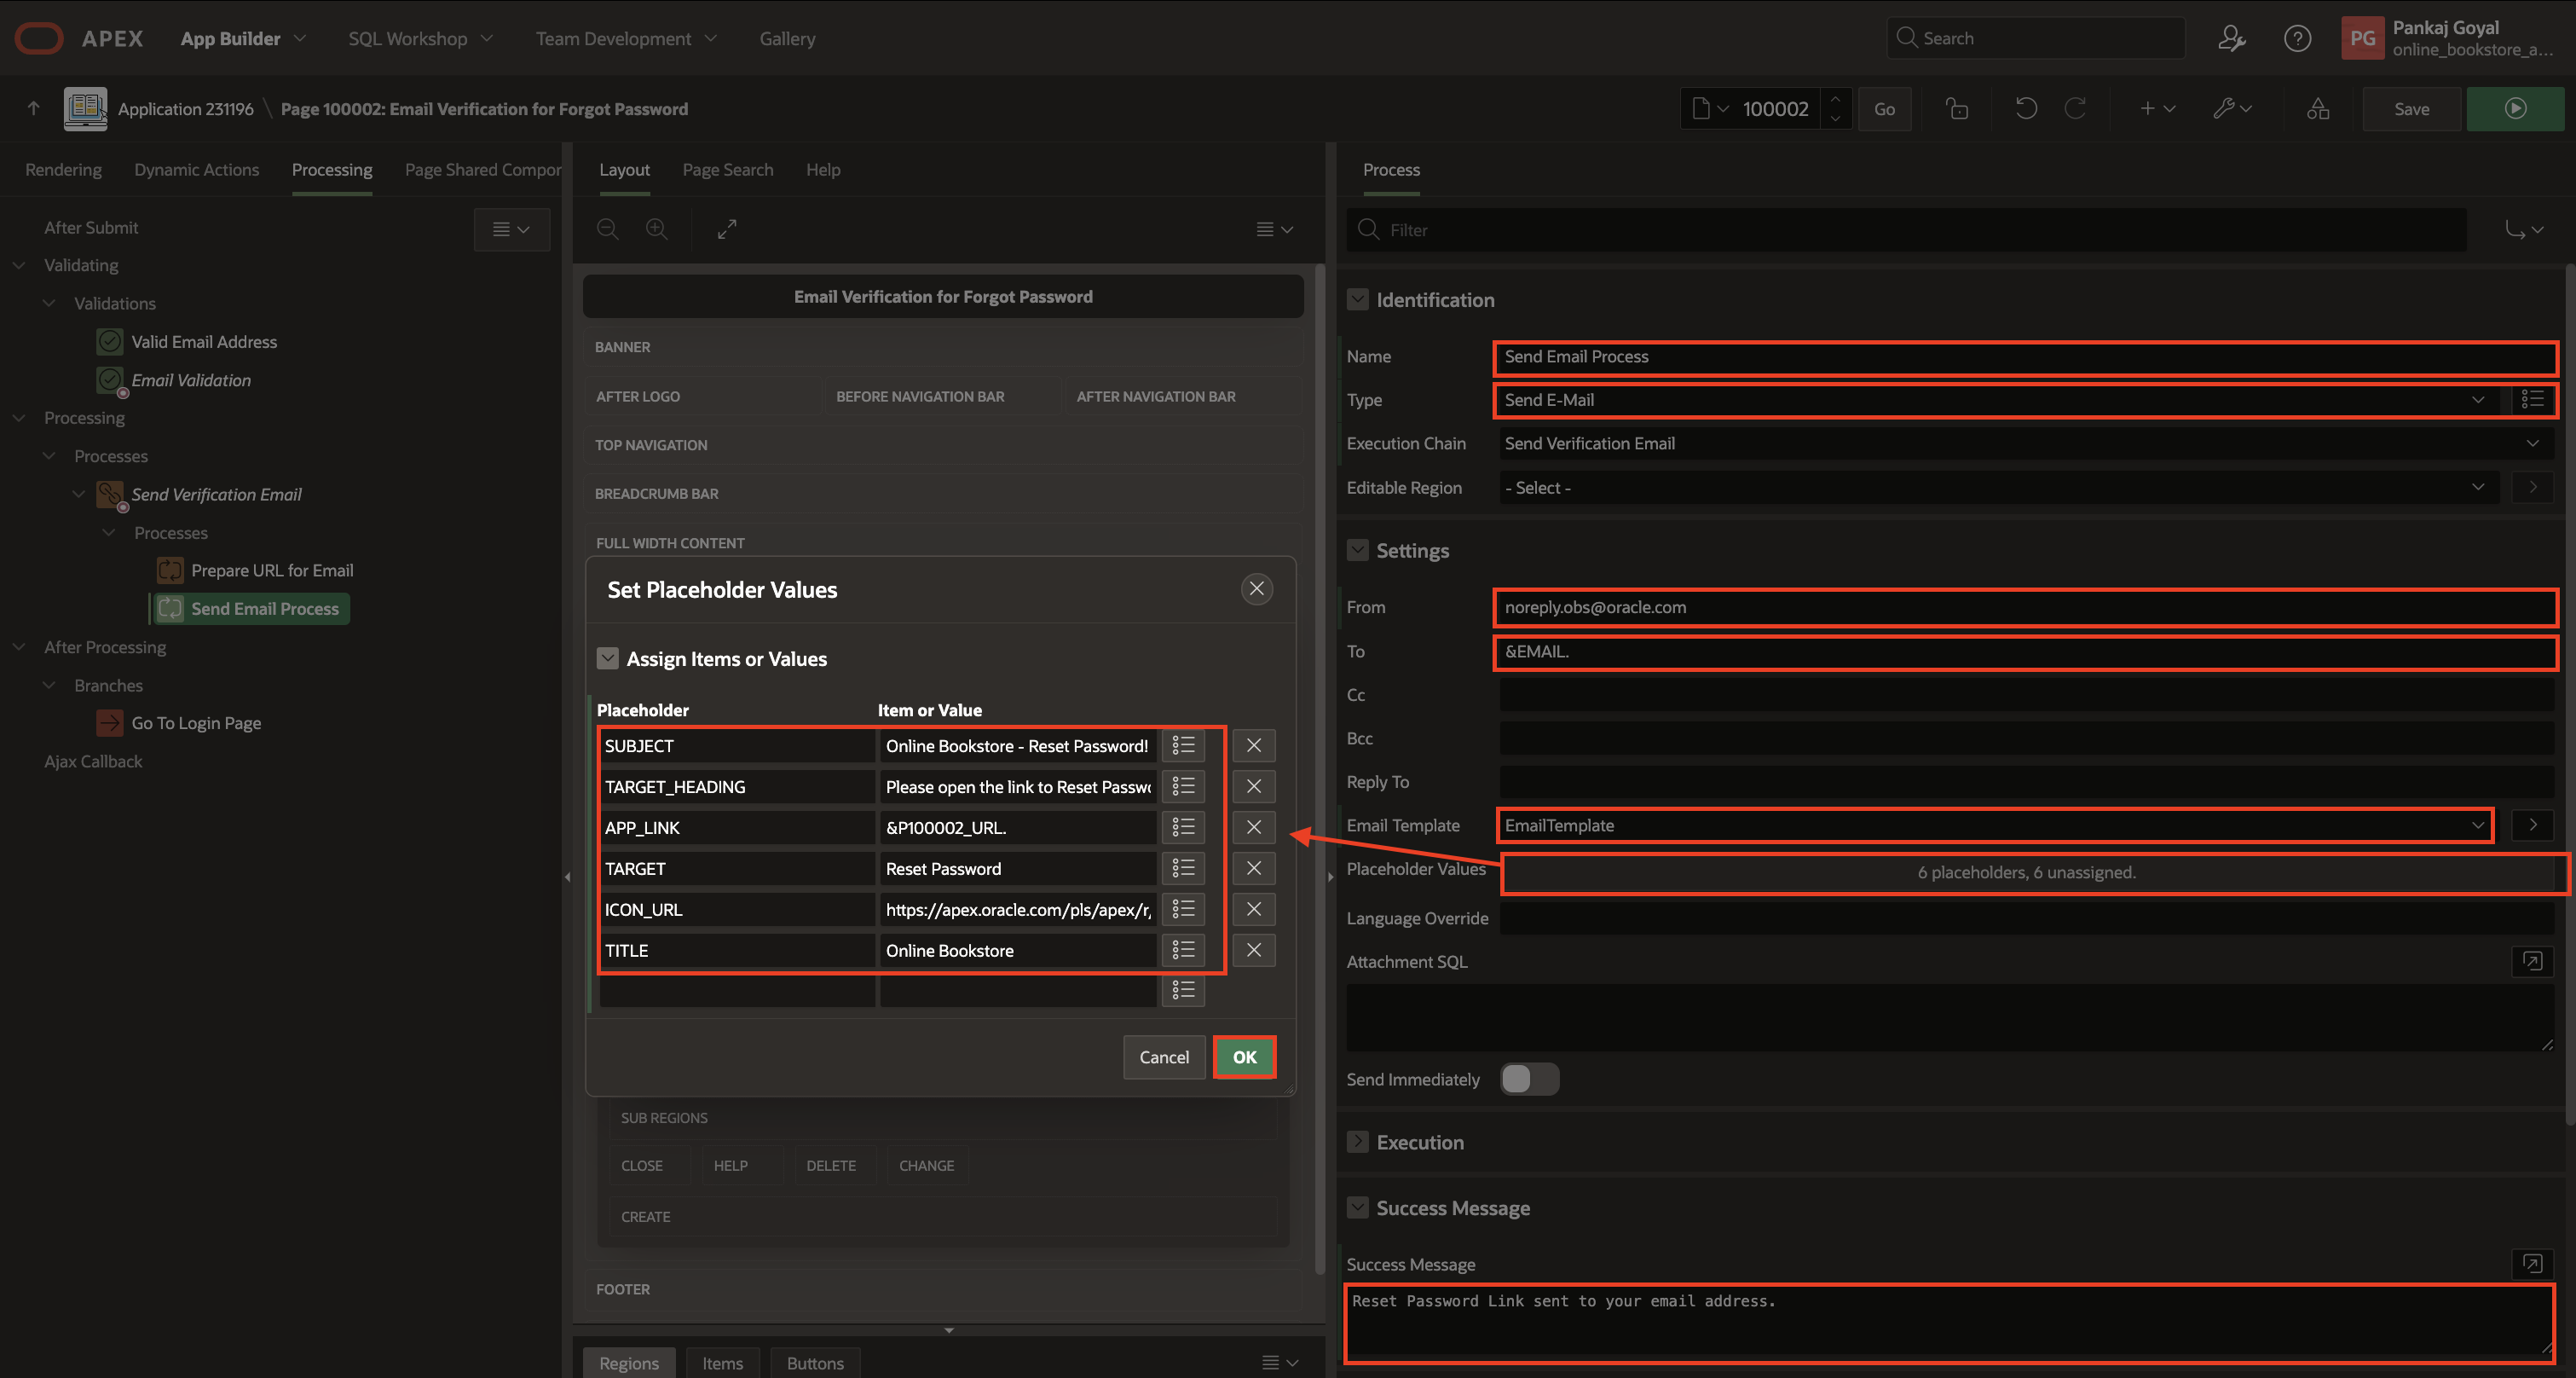 APEX App Builder SQL Workshop Team Development Gallery Search PG Pankaj Goyal
online_bookstore_a...
Application 231196 \ Page 100002: Email Verification for Forgot Password 100002 Go Save
Rendering Dynamic Actions Processing Page Shared Compor
After Submit
Validating
Validations
Valid Email Address
Email Validation
Processing
Processes
Send Verification Email
Processes
Prepare URL for Email
Send Email Process
After Processing
Branches
Go To Login Page
Ajax Callback
Layout Page Search Help
Email Verification for Forgot Password
BANNER
AFTER LOGO BEFORE NAVIGATION BAR AFTER NAVIGATION BAR
TOP NAVIGATION
BREADCRUMB BAR
FULL WIDTH CONTENT
Set Placeholder Values
Assign Items or Values
Placeholder Item or Value
SUBJECT Online Bookstore - Reset Password!
TARGET_HEADING Please open the link to Reset Passwo
APP_LINK &P100002_URL.
TARGET Reset Password
ICON_URL https://apex.oracle.com/pls/apex/r,
TITLE Online Bookstore
Cancel OK
SUB REGIONS
CLOSE HELP DELETE CHANGE
CREATE
FOOTER
Regions Items Buttons
Process
Filter
Identification
Name Send Email Process
Type Send E-Mail
Execution Chain Send Verification Email
Editable Region - Select -
Settings
From noreply.obs@oracle.com
To &EMAIL.
Cc
Bcc
Reply To
Email Template EmailTemplate
Placeholder Values 6 placeholders, 6 unassigned.
Language Override
Attachment SQL
Send Immediately
Execution
Success Message
Success Message
Reset Password Link sent to your email address.